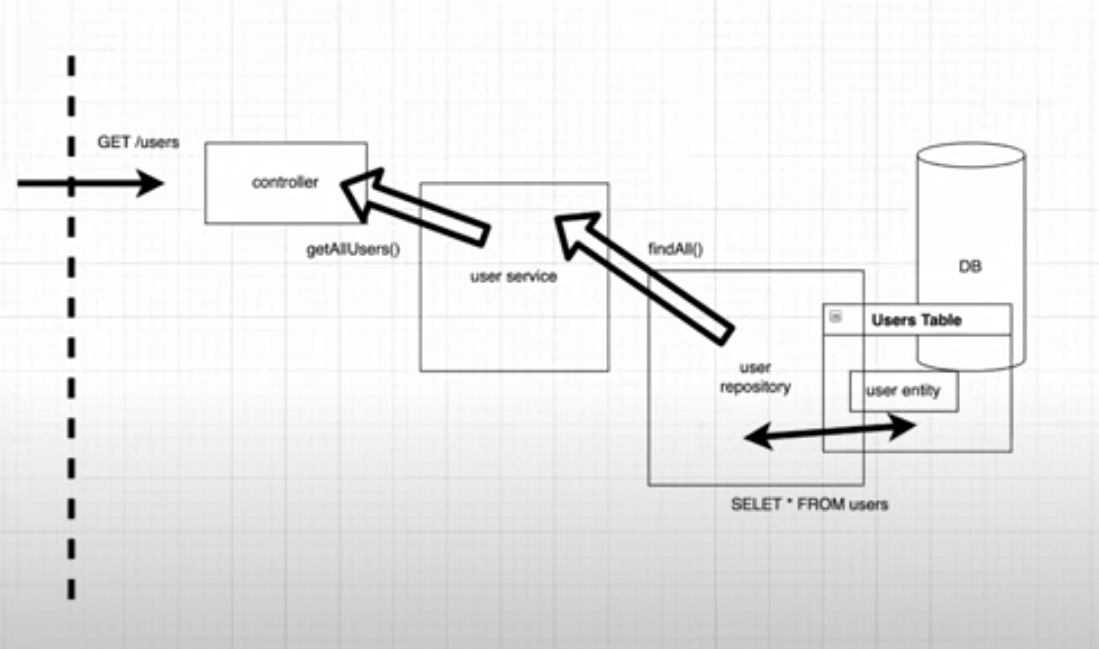 GET /users
controller
getAllUsers()
user service
findAll()
DB
Users Table
user
repository
user entity
SELET * FROM users